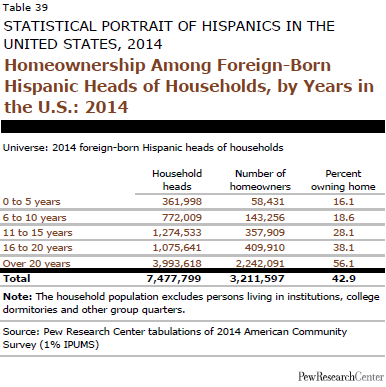 Table 39
STATISTICAL PORTRAIT OF HISPANICS IN THE
UNITED STATES, 2014
Homeownership Among Foreign-Born
Hispanic Heads of Households, by Years in
the U.S.: 2014
Universe: 2014 foreign-born Hispanic heads of households
Household heads Number of homeowners Percent owning home
0 to 5 years 361,998 58,431 16.1
6 to 10 years 772,009 143,256 18.6
11 to 15 years 1,274,533 357,909 28.1
16 to 20 years 1,075,641 409,910 38.1
Over 20 years 3,993,618 2,242,091 56.1
Total 7,477,799 3,211,597 42.9
Note: The household population excludes persons living in institutions, college
dormitories and other group quarters.
Source: Pew Research Center tabulations of 2014 American Community
Survey (1% IPUMS)
PewResearchCenter